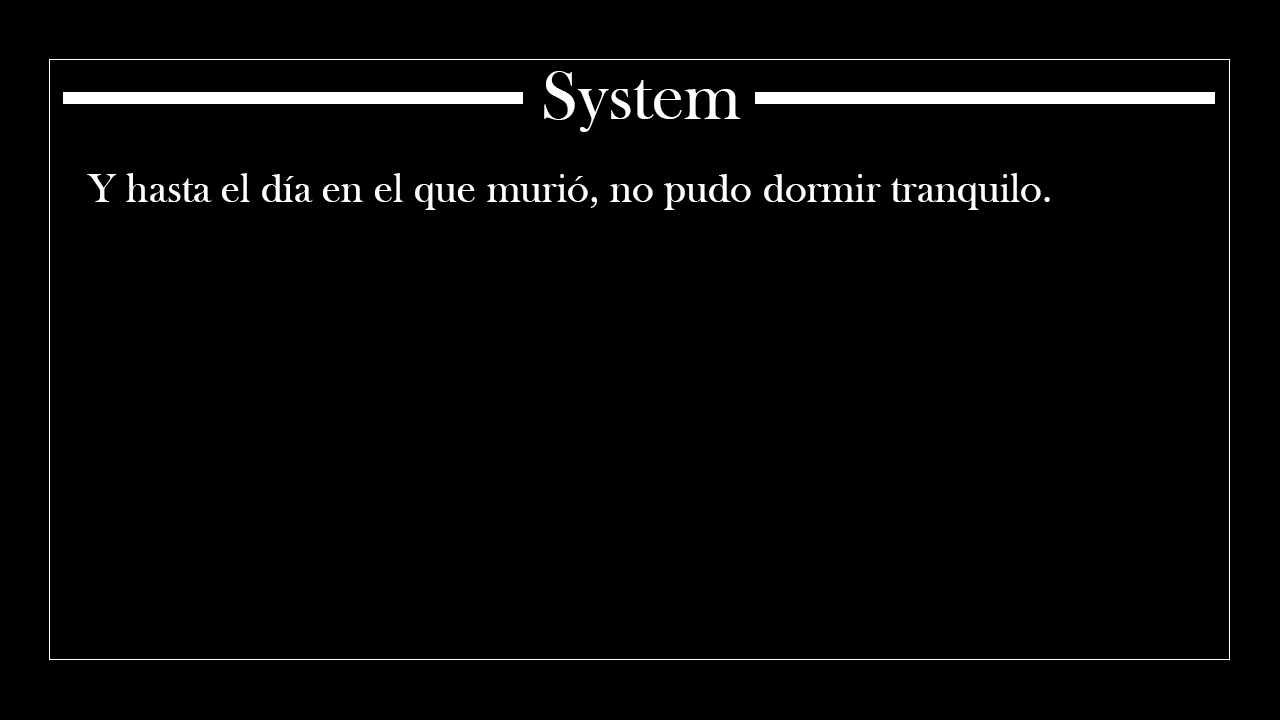 System
Y hasta el día en el que murió, no pudo dormir tranquilo.